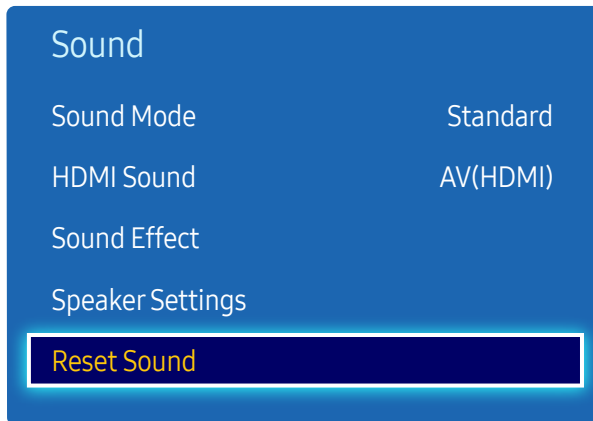 Sound
Sound Mode Standard
HDMI Sound AV(HDMI)
Sound Effect
Speaker Settings
Reset Sound